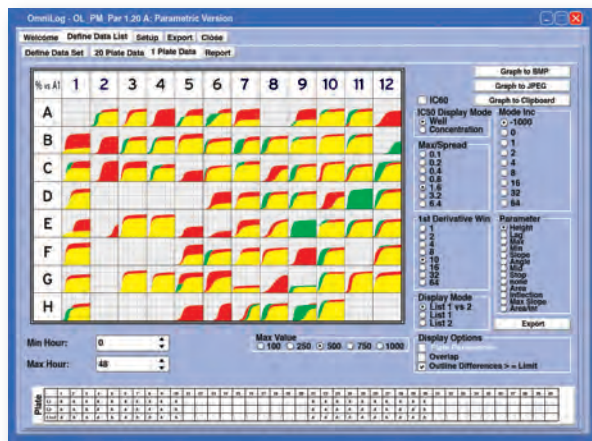 OmniLog - OL_PM_Par 1.20 A: Parametric Version
Welcome Define Data List Setup Export Close
Define Data Set 20 Plate Data 1 Plate Data Report
% vs A1 1 2 3 4 5 6 7 8 9 10 11 12
A
B
C
D
E
F
G
H
Graph to BMP
Graph to JPEG
Graph to Clipboard
IC50
IC50 Display Mode
Well
Concentration
Mode Inc
-1000
0
1
2
4
8
16
32
64
Max/Spread
0.1
0.2
0.4
0.8
1.6
3.2
6.4
1st Derivative Win
1
2
4
8
10
16
32
64
Parameter
Height
Lag
Max
Min
Slope
Angle
Mid
Stop
none
Area
Inflection
Max Slope
Area/Int
Display Mode
List 1 vs 2
List 1
List 2
Export
Min Hour: 0
Max Hour: 48
Max Value
100 250 500 750 1000
Display Options
Overlap
Outline Differences > = Limit
Plate